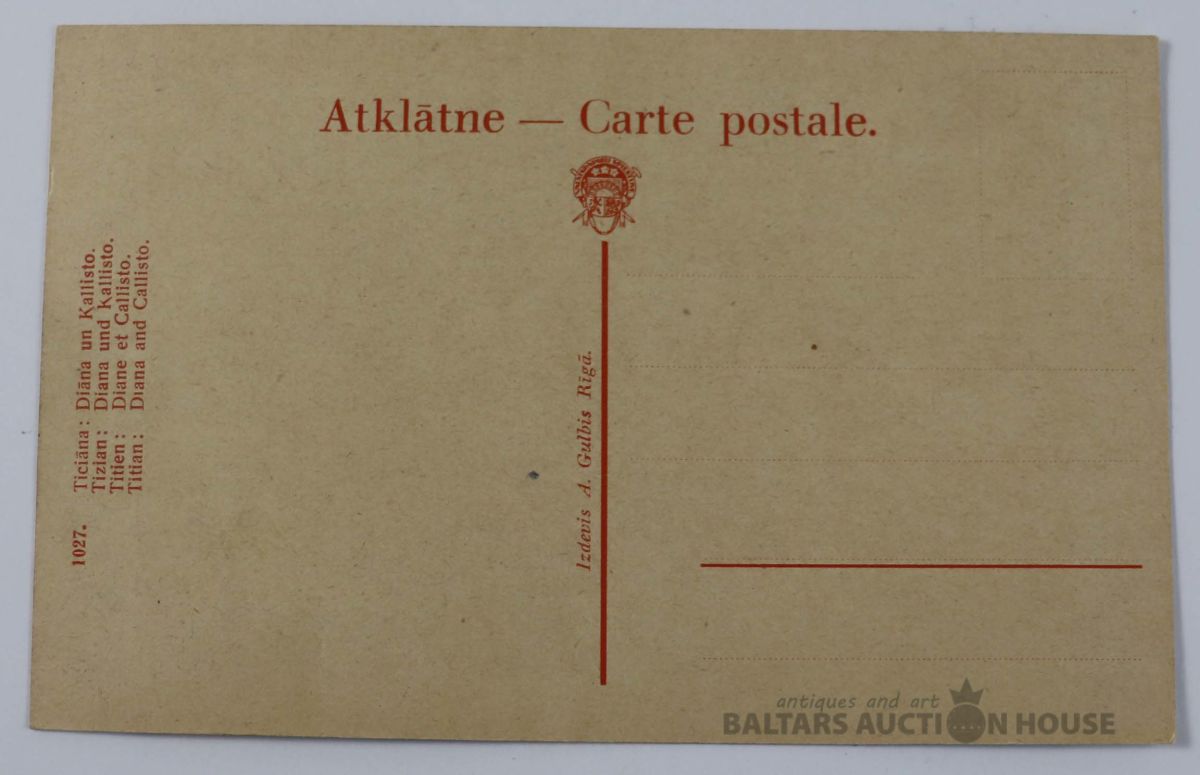 Atklātne — Carte postale.
1027. Ticiāna: Diāna un Kallisto.
Tizian: Diana und Kallisto.
Titien: Diane et Callisto.
Titian: Diana and Callisto.
Izdevis A. Gulbis Rīgā.
antiques and art
BALTARS AUCTION HOUSE